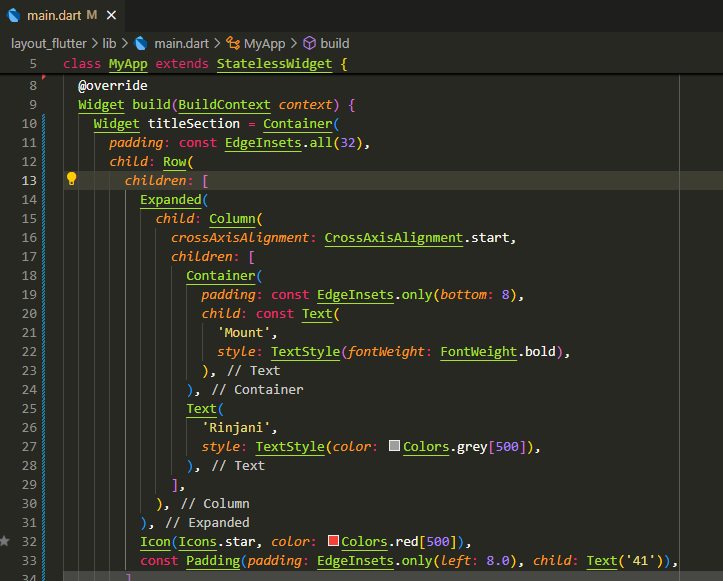 main.dart M ×
layout_flutter > lib > main.dart > MyApp > build
5 class MyApp extends StatelessWidget {
8 @override
9 Widget build(BuildContext context) {
10 Widget titleSection = Container(
11 padding: const EdgeInsets.all(32),
12 child: Row(
13 children: [
14 Expanded(
15 child: Column(
16 crossAxisAlignment: CrossAxisAlignment.start,
17 children: [
18 Container(
19 padding: const EdgeInsets.only(bottom: 8),
20 child: const Text(
21 'Mount',
22 style: TextStyle(fontWeight: FontWeight.bold),
23 ), // Text
24 ), // Container
25 Text(
26 'Rinjani',
27 style: TextStyle(color: Colors.grey[500]),
28 ), // Text
29 ],
30 ), // Column
31 ), // Expanded
32 Icon(Icons.star, color: Colors.red[500]),
33 const Padding(padding: EdgeInsets.only(left: 8.0), child: Text('41')),
34 ]